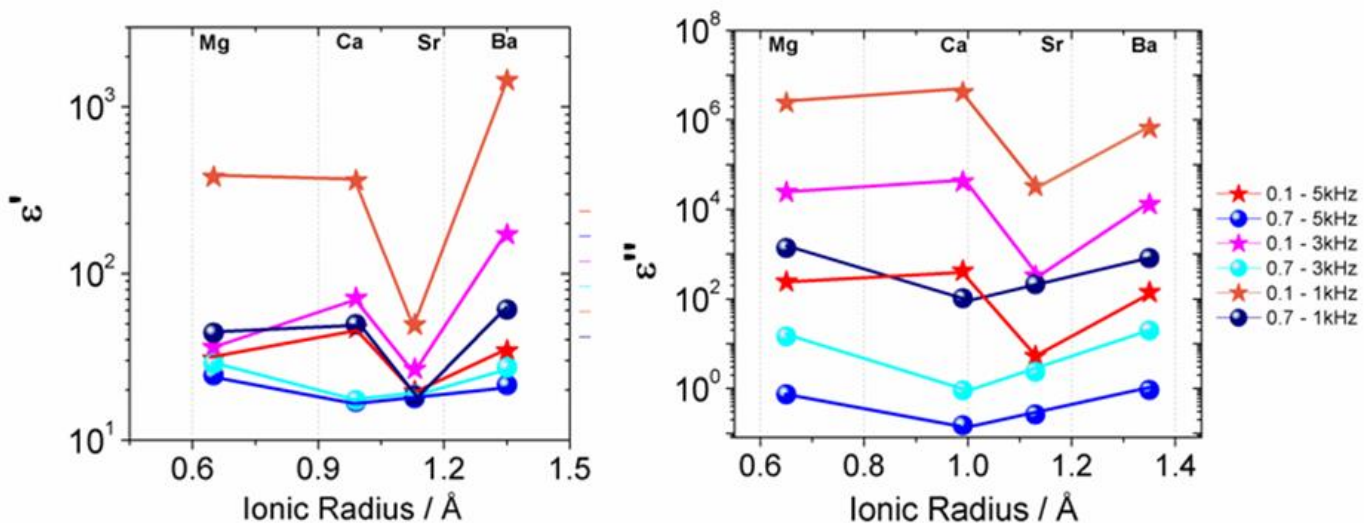 Mg Ca Sr Ba
10³
10²
10¹
ε'
0.6 0.9 1.2 1.5
Ionic Radius / Å
Mg Ca Sr Ba
10⁸
10⁶
10⁴
10²
10⁰
ε"
0.6 0.8 1.0 1.2 1.4
Ionic Radius / Å
0.1 - 5kHz
0.7 - 5kHz
0.1 - 3kHz
0.7 - 3kHz
0.1 - 1kHz
0.7 - 1kHz